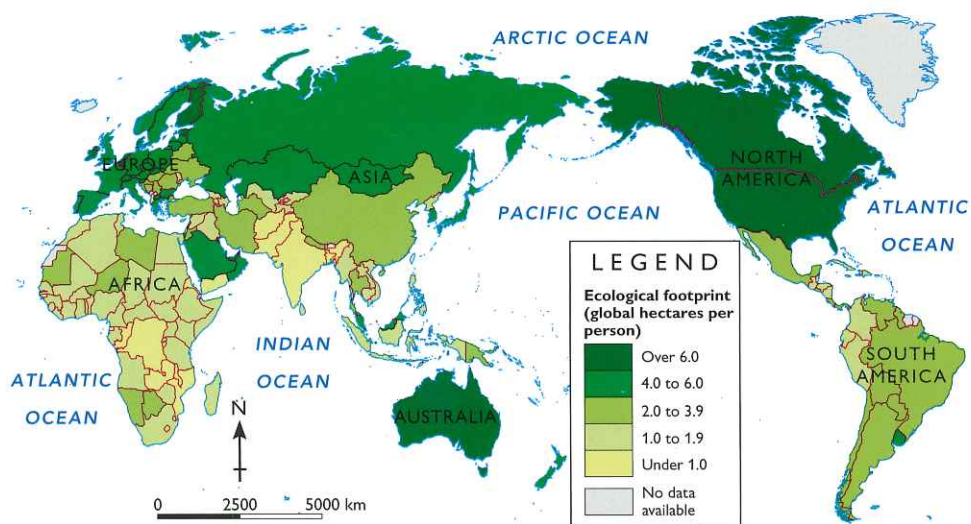 ARCTIC OCEAN
EUROPE
ASIA
NORTH
AMERICA
PACIFIC OCEAN
ATLANTIC
OCEAN
AFRICA
INDIAN
OCEAN
ATLANTIC
OCEAN
SOUTH
AMERICA
AUSTRALIA
N
0 2500 5000 km
LEGEND
Ecological footprint
(global hectares per
person)
Over 6.0
4.0 to 6.0
2.0 to 3.9
1.0 to 1.9
Under 1.0
No data
available